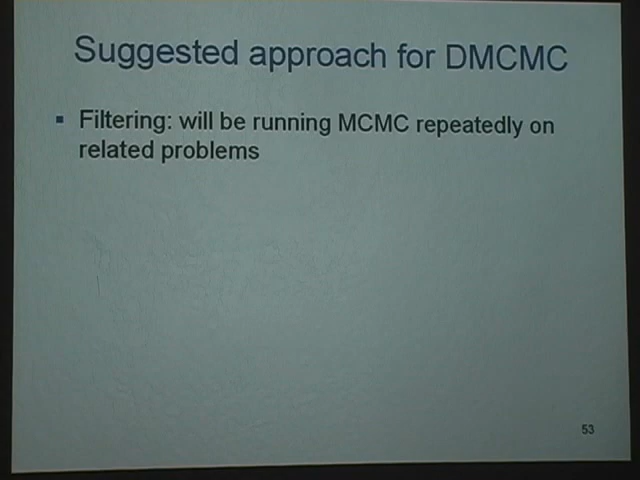 Suggested approach for DMCMC
▪ Filtering: will be running MCMC repeatedly on
related problems
53